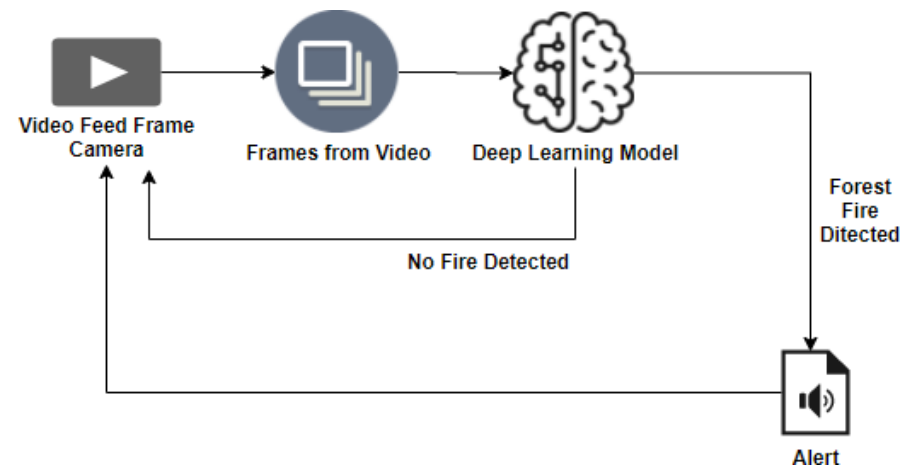 Video Feed Frame
Camera
Frames from Video
Deep Learning Model
Forest
Fire
Ditected
No Fire Detected
Alert